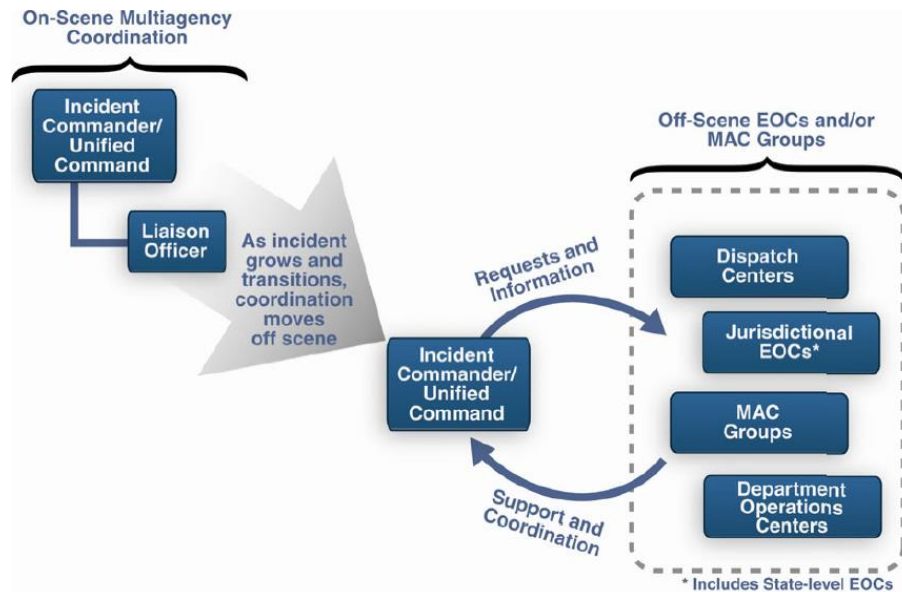 On-Scene Multiagency
Coordination
Incident
Commander/
Unified
Command
Liaison
Officer
As incident
grows and
transitions,
coordination
moves
off scene
Incident
Commander/
Unified
Command
Requests and
Information
Support and
Coordination
Off-Scene EOCs and/or
MAC Groups
Dispatch
Centers
Jurisdictional
EOCs*
MAC
Groups
Department
Operations
Centers
* Includes State-level EOCs